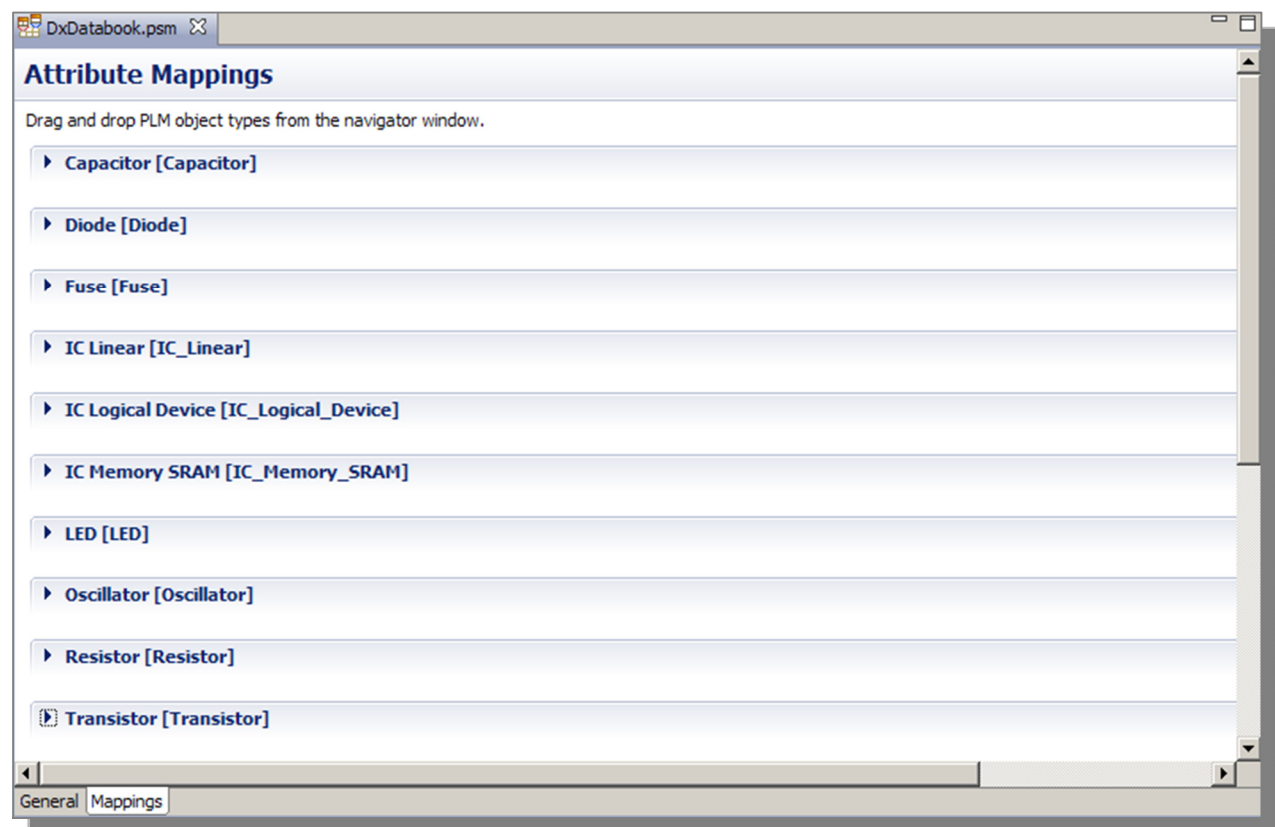 DxDatabook.psm
Attribute Mappings
Drag and drop PLM object types from the navigator window.
Capacitor [Capacitor]
Diode [Diode]
Fuse [Fuse]
IC Linear [IC_Linear]
IC Logical Device [IC_Logical_Device]
IC Memory SRAM [IC_Memory_SRAM]
LED [LED]
Oscillator [Oscillator]
Resistor [Resistor]
Transistor [Transistor]
General Mappings